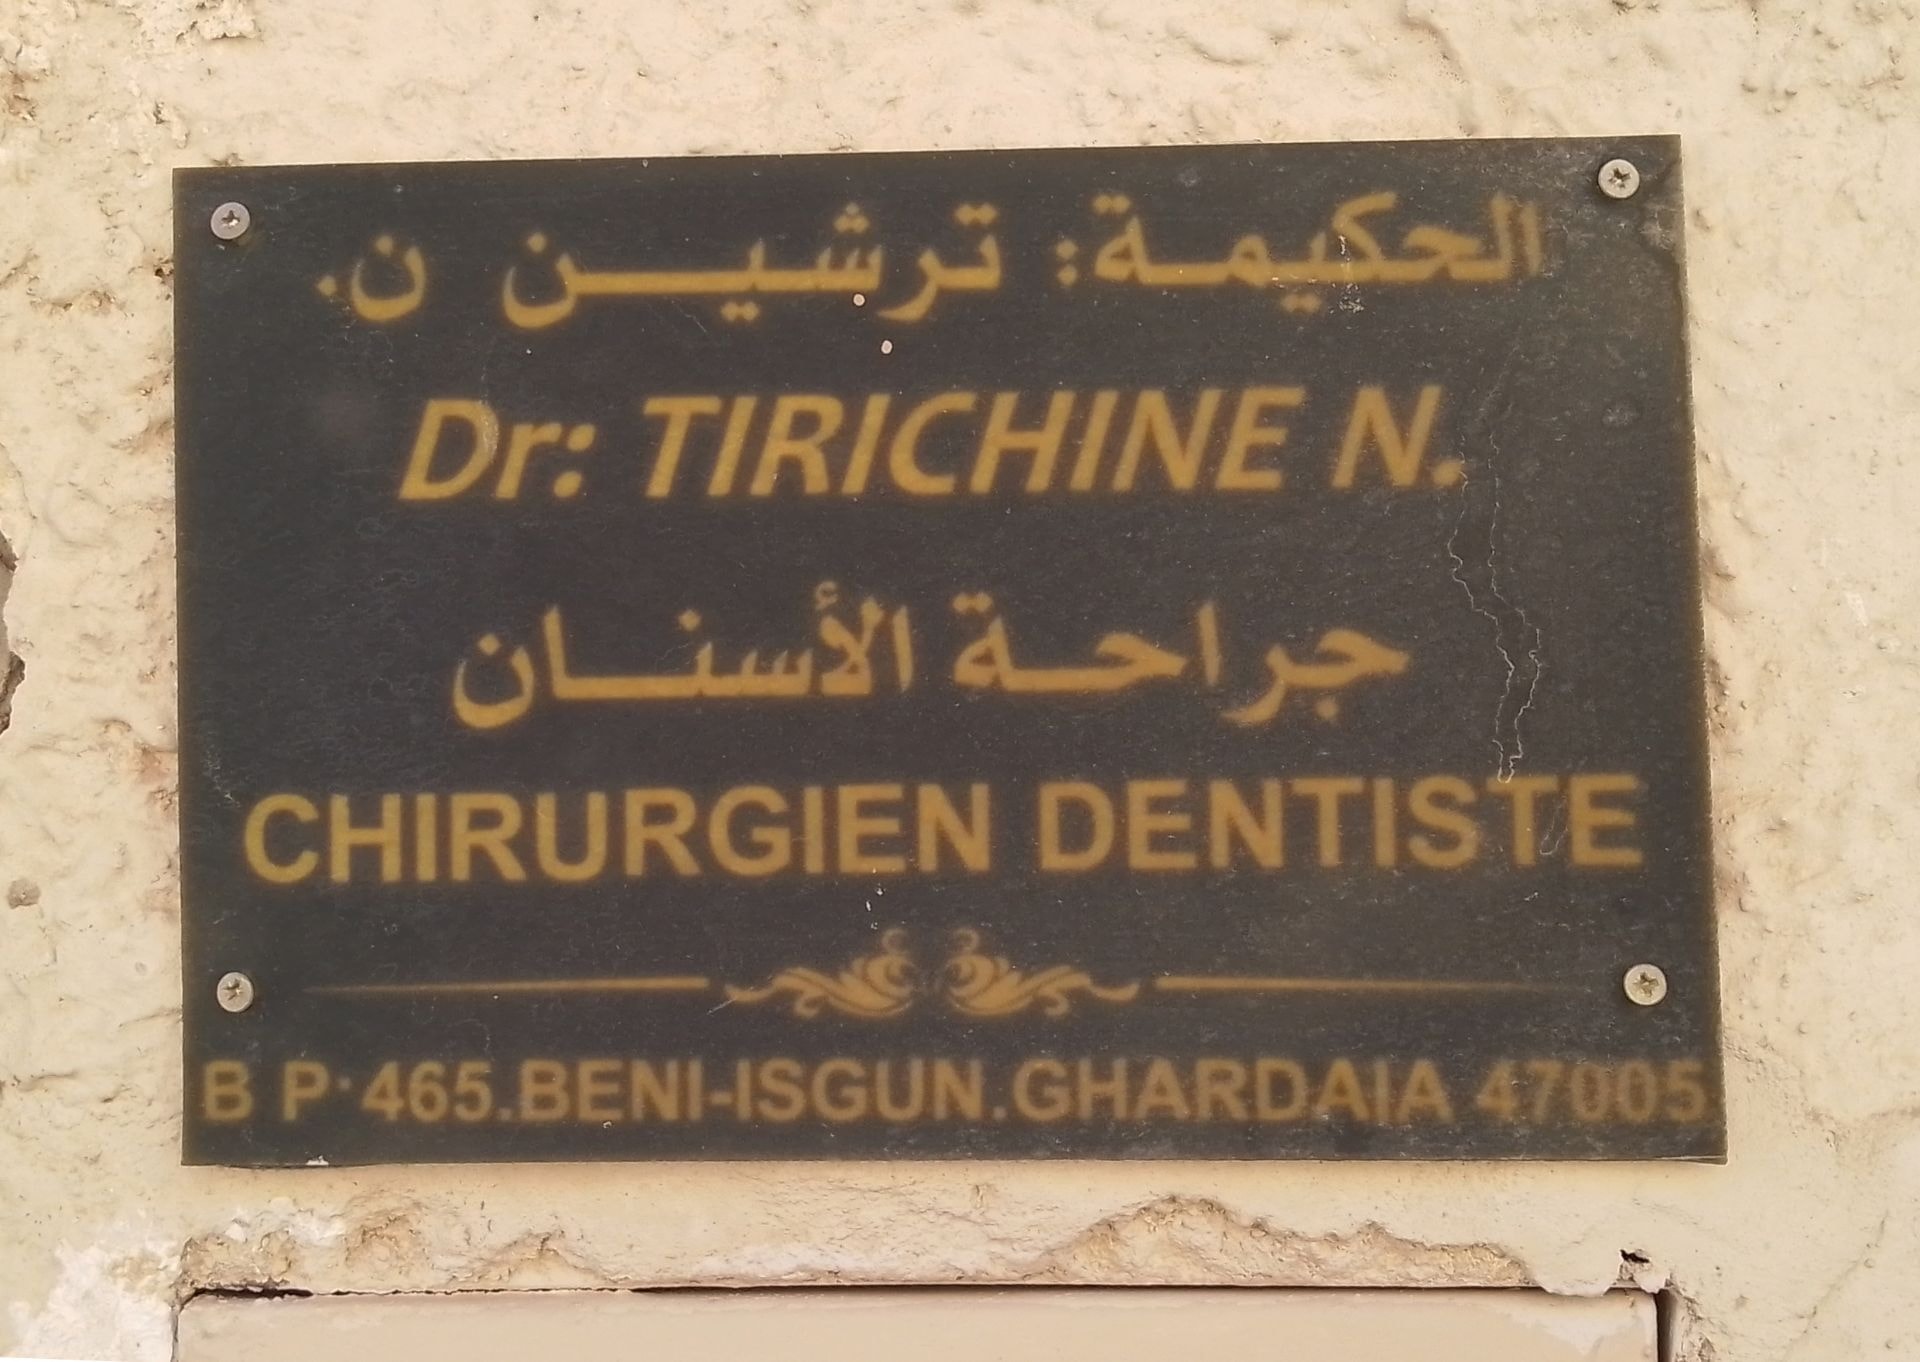 الحكيمة: ترشين ن.
Dr: TIRICHINE N.
جراحة الأسنان
CHIRURGIEN DENTISTE
B P 465.BENI-ISGUN.GHARDAIA 47005